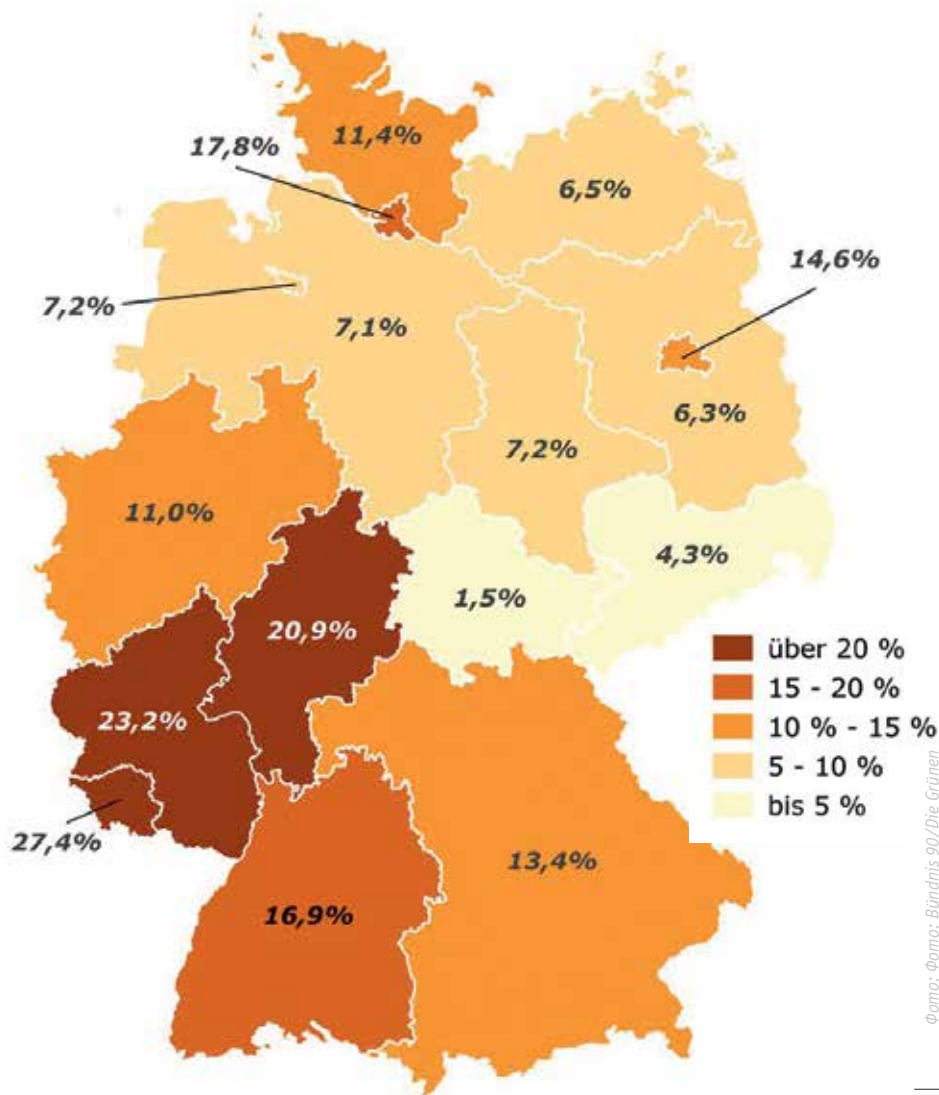 11,4%
17,8%
6,5%
14,6%
7,2%
7,1%
6,3%
7,2%
11,0%
4,3%
1,5%
20,9%
über 20 %
15 - 20 %
23,2%
10 % - 15 %
5 - 10 %
bis 5 %
27,4%
13,4%
16,9%
Фото: Фото: Bündnis 90/Die Grünen